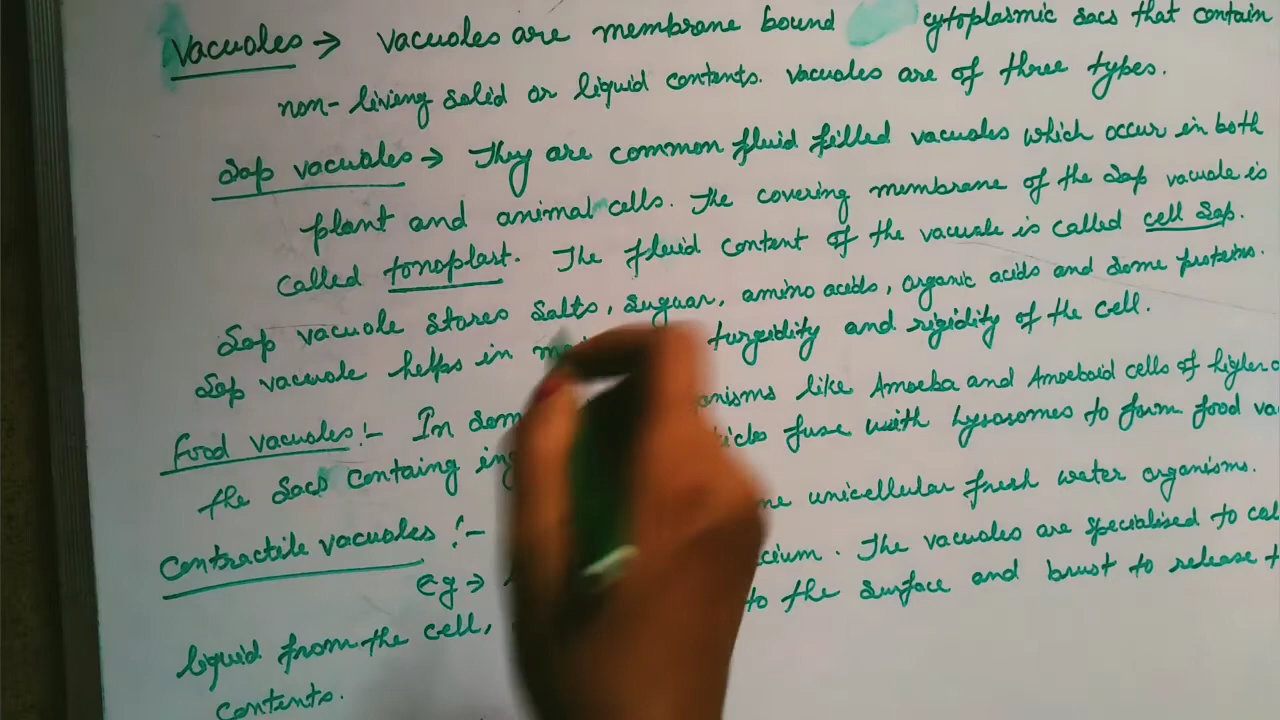 Vacuoles → Vacuoles are membrane bound cytoplasmic sacs that contain
non-living solid or liquid contents. Vacuoles are of three types.
Sap vacuoles → They are common fluid filled vacuoles which occur in both
plant and animal cells. The covering membrane of the sap vacuole is
called tonoplast. The fluid content of the vacuole is called cell sap.
Sap vacuole stores salts, suguar, amino acids, organic acids and some proteins.
Sap vacuole helps in turgidity and rigidity of the cell.
Food vacuoles:- In like Amoeba and Amoeboid cells of higher
the sacs containg fuse with lysosomes to form food
Contractile vacuoles:- unicellular fresh water organisms.
eg → The vacuoles are specialised to
liquid from the cell, to the surface and brust to release
contents.